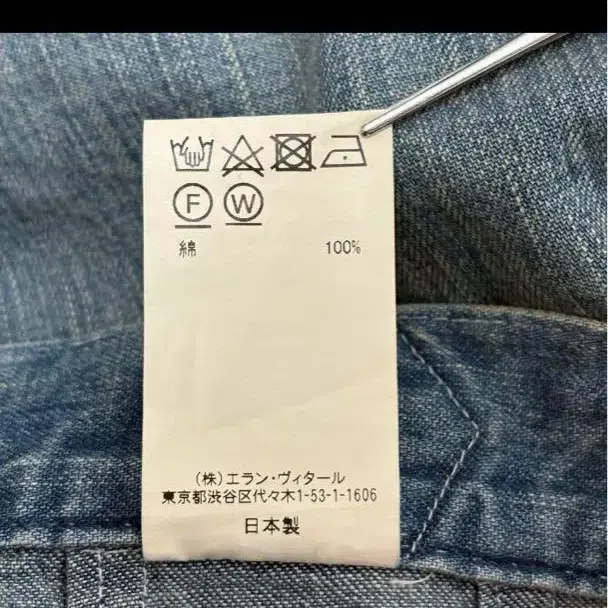 F W
綿 100%
(株)エラン・ヴィタール
東京都渋谷区代々木1-53-1-1606
日本製